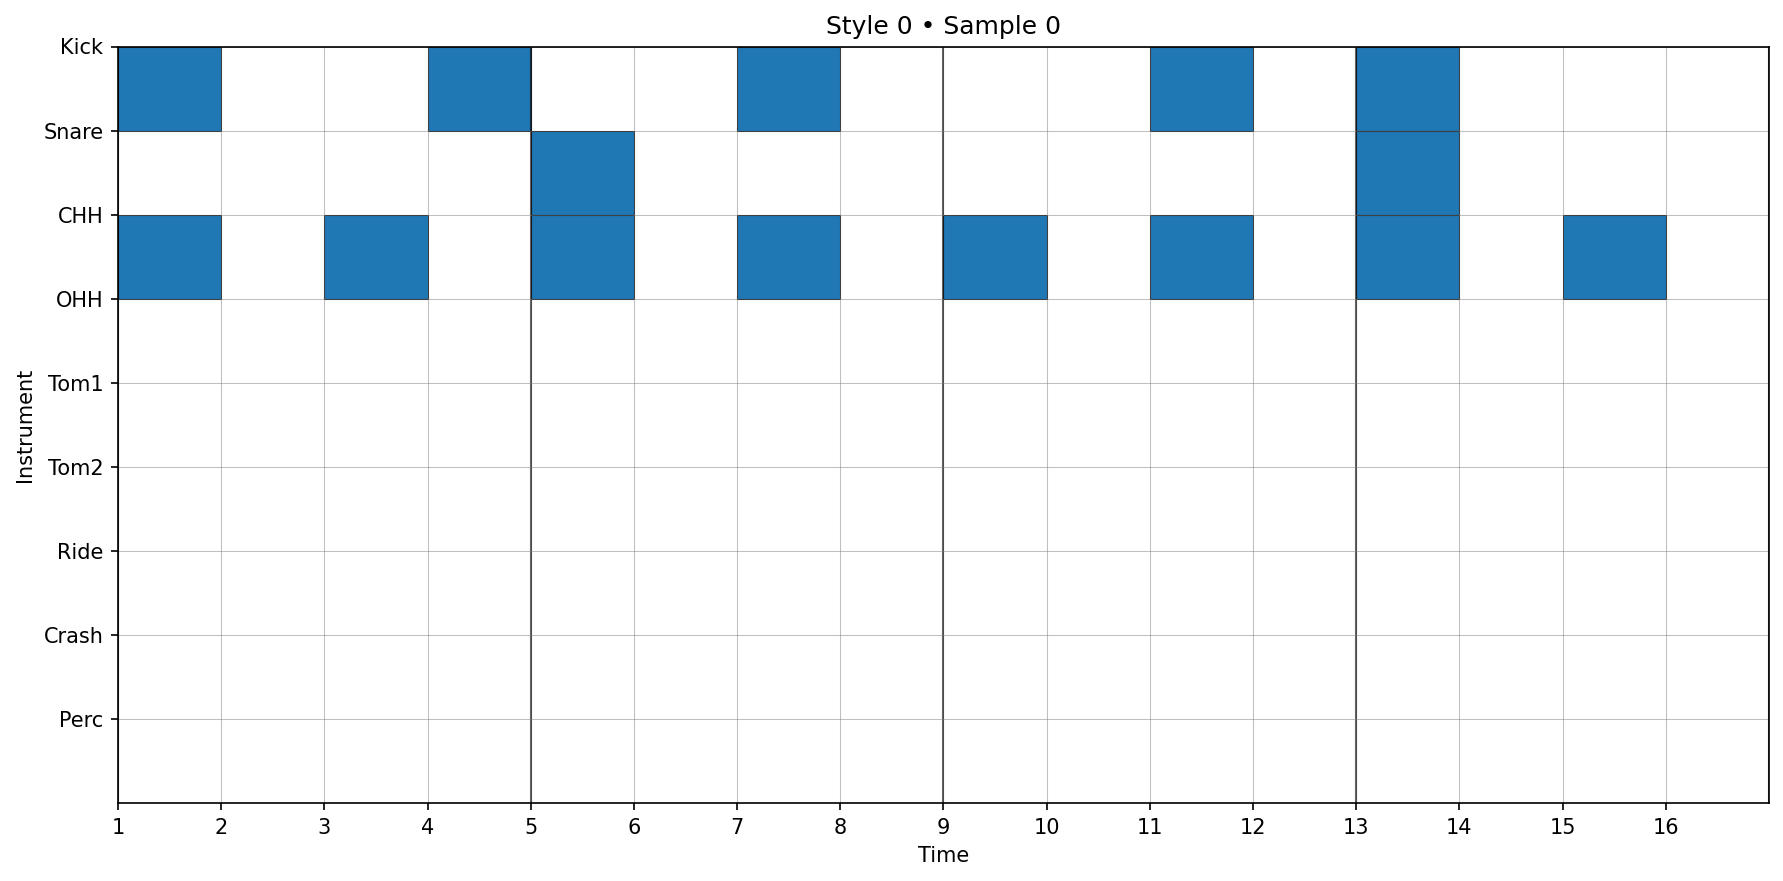 Style 0 • Sample 0
Kick
Snare
CHH
OHH
Tom1
Tom2
Ride
Crash
Perc
Instrument
1 2 3 4 5 6 7 8 9 10 11 12 13 14 15 16
Time